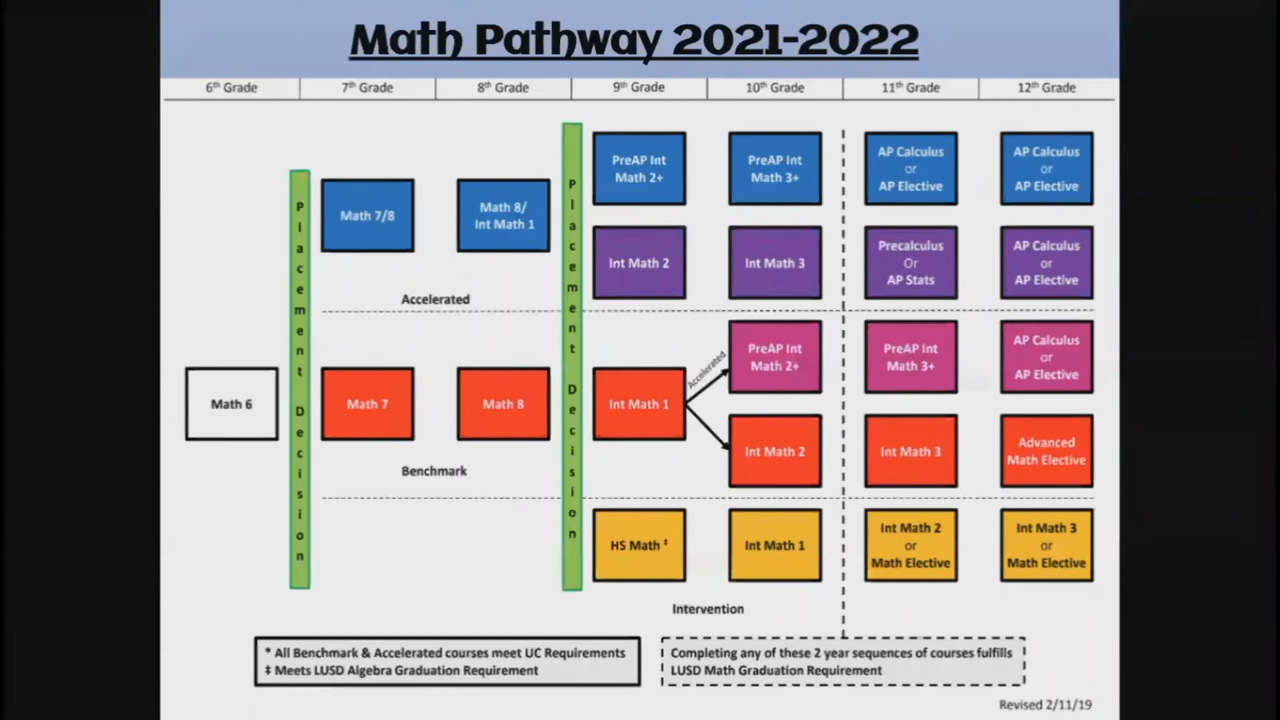 Math Pathway 2021-2022
6th Grade
7th Grade
8th Grade
9th Grade
10th Grade
11th Grade
12th Grade
Placement Decision
Placement Decision
PreAP Int
Math 2+
PreAP Int
Math 3+
AP Calculus
or
AP Elective
AP Calculus
or
AP Elective
Math 7/8
Math 8/
Int Math 1
Int Math 2
Int Math 3
Precalculus
Or
AP Stats
AP Calculus
or
AP Elective
Accelerated
Math 6
Math 7
Math 8
Int Math 1
Accelerated
PreAP Int
Math 2+
PreAP Int
Math 3+
AP Calculus
or
AP Elective
Int Math 2
Int Math 3
Advanced
Math Elective
Benchmark
HS Math ‡
Int Math 1
Int Math 2
or
Math Elective
Int Math 3
or
Math Elective
Intervention
* All Benchmark & Accelerated courses meet UC Requirements
‡ Meets LUSD Algebra Graduation Requirement
Completing any of these 2 year sequences of courses fulfills
LUSD Math Graduation Requirement
Revised 2/11/19